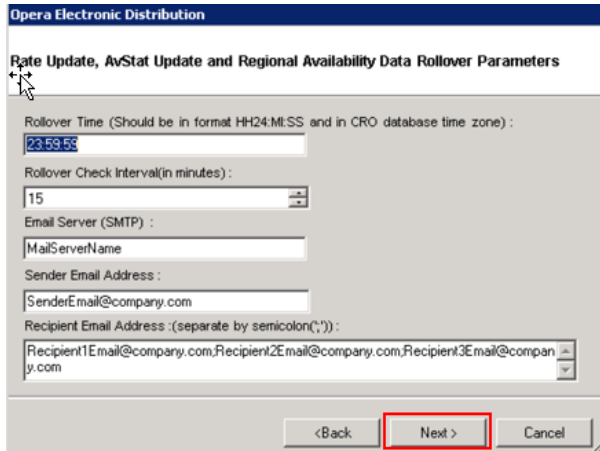 Opera Electronic Distribution
Rate Update, AvStat Update and Regional Availability Data Rollover Parameters
Rollover Time (Should be in format HH24:MI:SS and in CRO database time zone) :
23:59:59
Rollover Check Interval(in minutes) :
15
Email Server (SMTP) :
MailServerName
Sender Email Address :
SenderEmail@company.com
Recipient Email Address :(separate by semicolon(';')) :
Recipient1Email@company.com;Recipient2Email@company.com;Recipient3Email@compan
y.com
<Back
Next >
Cancel